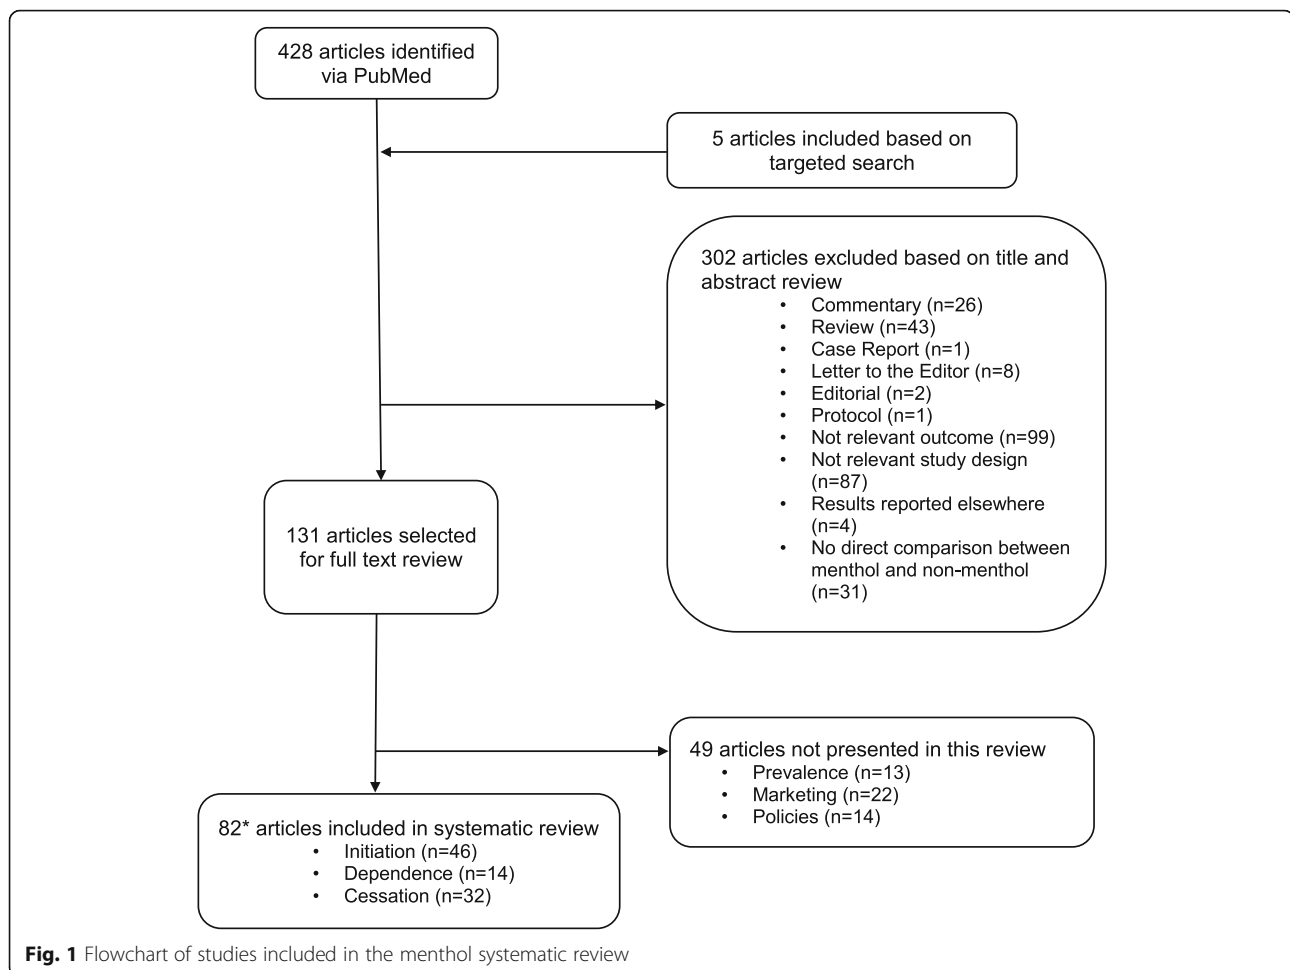 428 articles identified
via PubMed
5 articles included based on
targeted search
302 articles excluded based on title and
abstract review
• Commentary (n=26)
• Review (n=43)
• Case Report (n=1)
• Letter to the Editor (n=8)
• Editorial (n=2)
• Protocol (n=1)
• Not relevant outcome (n=99)
• Not relevant study design
(n=87)
• Results reported elsewhere
(n=4)
• No direct comparison between
menthol and non-menthol
(n=31)
131 articles selected
for full text review
49 articles not presented in this review
• Prevalence (n=13)
• Marketing (n=22)
• Policies (n=14)
82* articles included in systematic review
• Initiation (n=46)
• Dependence (n=14)
• Cessation (n=32)
Fig. 1 Flowchart of studies included in the menthol systematic review